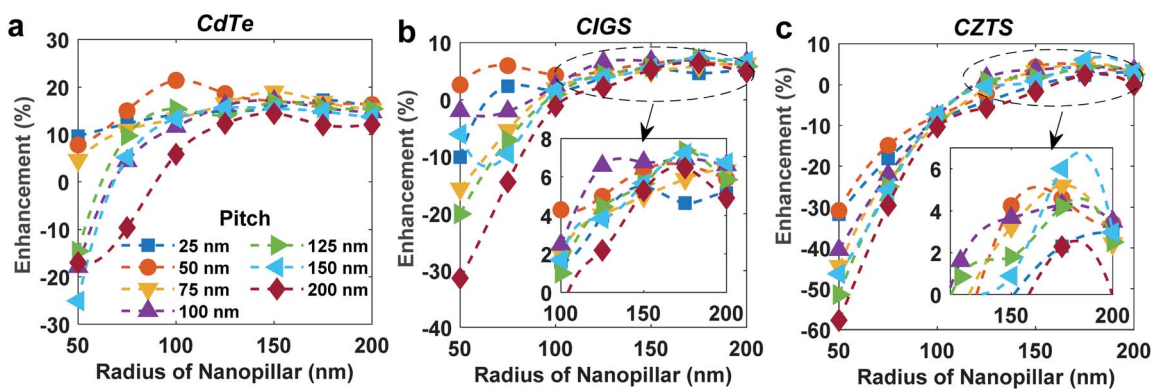 a
CdTe
Enhancement (%)
30
20
10
0
-10
-20
-30
50
100
150
200
Radius of Nanopillar (nm)
Pitch
25 nm
50 nm
75 nm
100 nm
125 nm
150 nm
200 nm
b
CIGS
Enhancement (%)
10
0
-10
-20
-30
-40
50
100
150
200
Radius of Nanopillar (nm)
8
6
4
2
0
100
150
200
c
CZTS
Enhancement (%)
10
0
-10
-20
-30
-40
-50
-60
50
100
150
200
Radius of Nanopillar (nm)
6
4
2
0
150
200